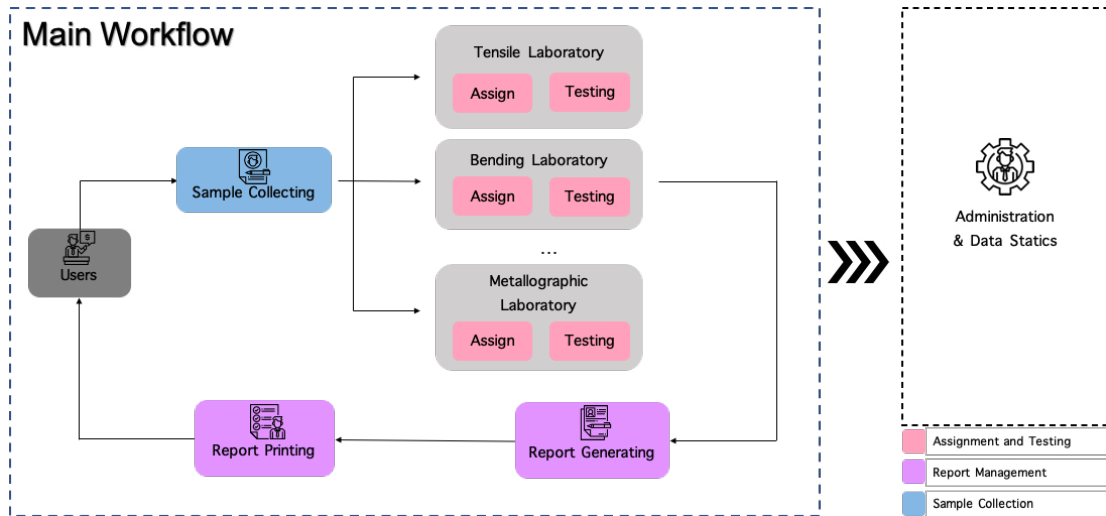 Main Workflow
Tensile Laboratory
Assign
Testing
Sample Collecting
Bending Laboratory
Assign
Testing
...
Users
$
Metallographic
Laboratory
Assign
Testing
Report Printing
Report Generating
Administration
& Data Statics
Assignment and Testing
Report Management
Sample Collection